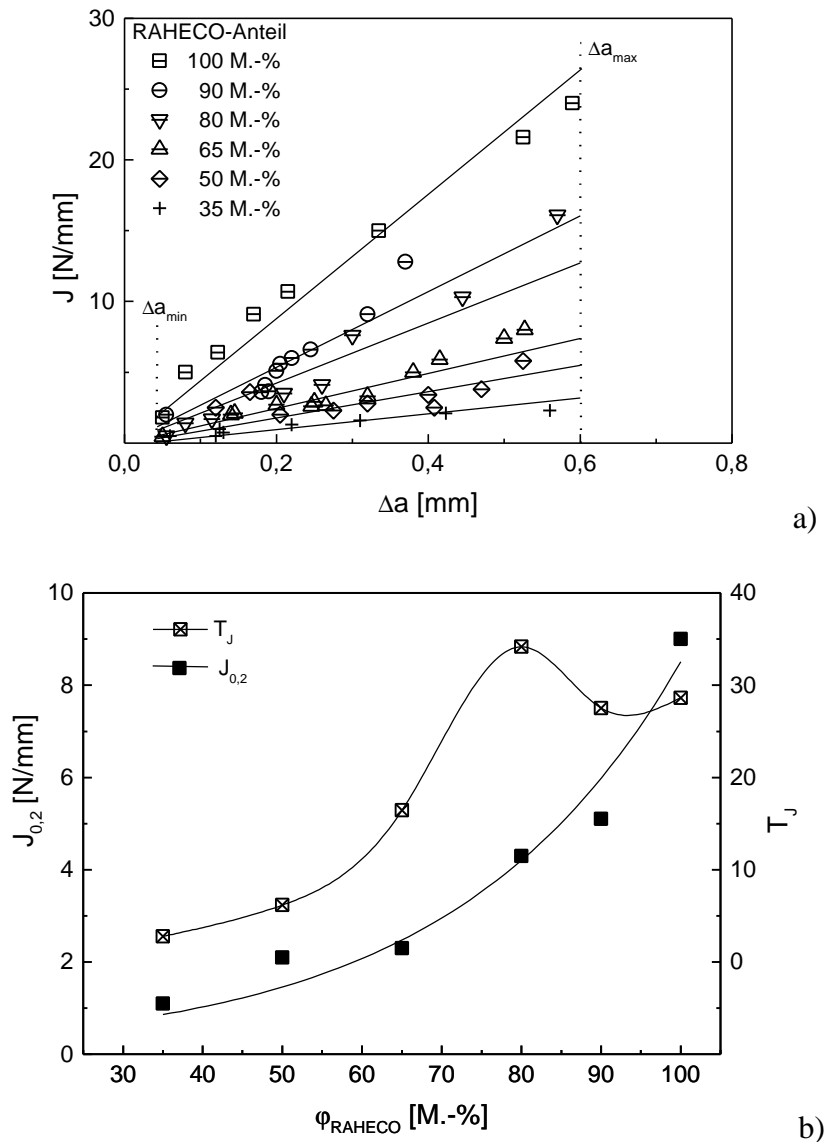 30
RAHECO-Anteil
100 M.-%
90 M.-%
80 M.-%
65 M.-%
50 M.-%
35 M.-%
Δa_max
20
J [N/mm]
10
Δa_min
0,0 0,2 0,4 0,6 0,8
Δa [mm]
a)
10 40
T_J
J_0,2
8 30
6 20
J_0,2 [N/mm]
T_J
4 10
2 0
0
30 40 50 60 70 80 90 100
φ_RAHECO [M.-%]
b)